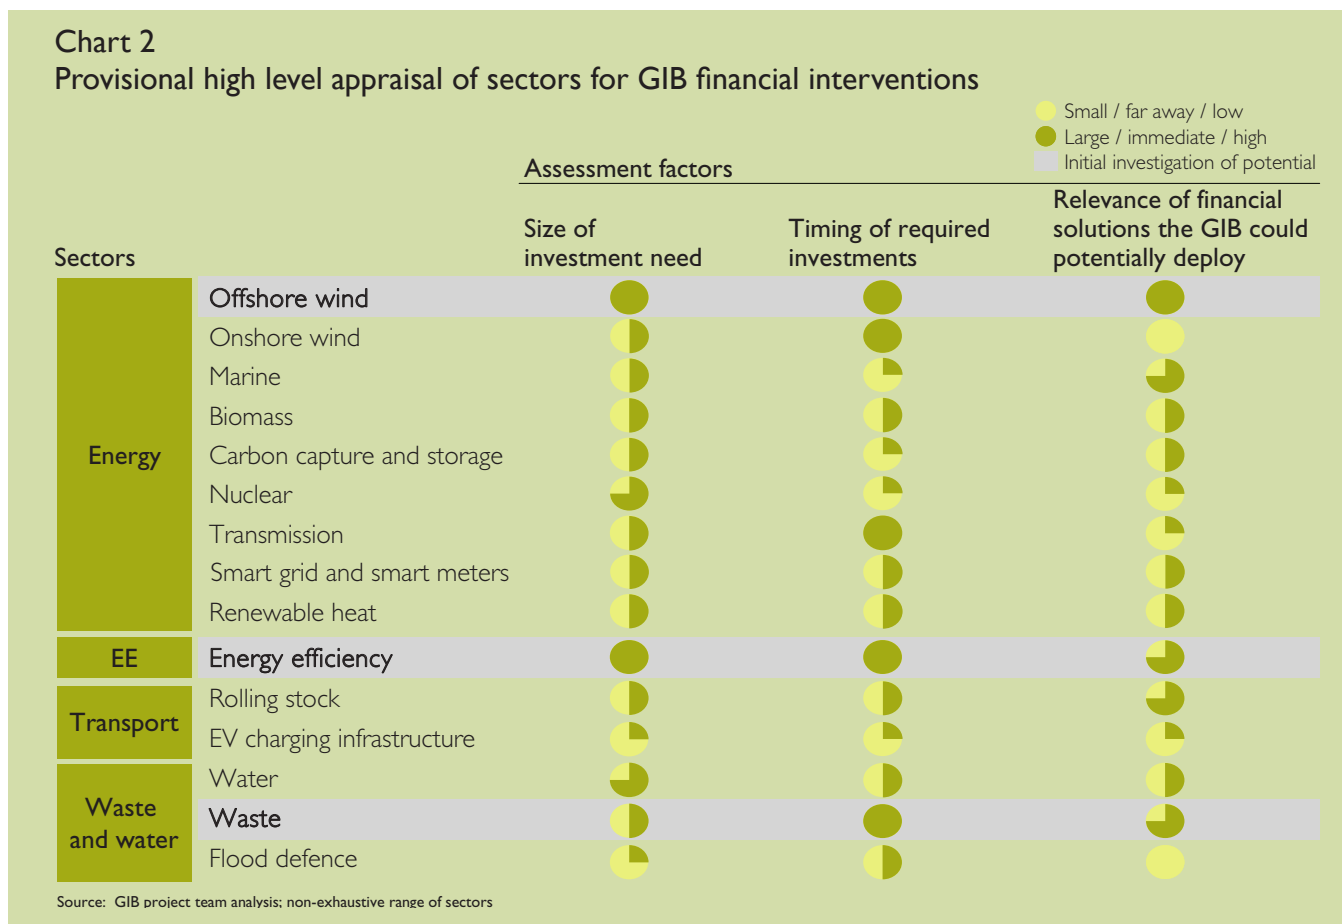 Chart 2
Provisional high level appraisal of sectors for GIB financial interventions
Small / far away / low
Large / immediate / high
Initial investigation of potential
Assessment factors
Sectors
Size of
investment need
Timing of required
investments
Relevance of financial
solutions the GIB could
potentially deploy
Energy
Offshore wind
Onshore wind
Marine
Biomass
Carbon capture and storage
Nuclear
Transmission
Smart grid and smart meters
Renewable heat
EE
Energy efficiency
Transport
Rolling stock
EV charging infrastructure
Waste
and water
Water
Waste
Flood defence
Source: GIB project team analysis; non-exhaustive range of sectors